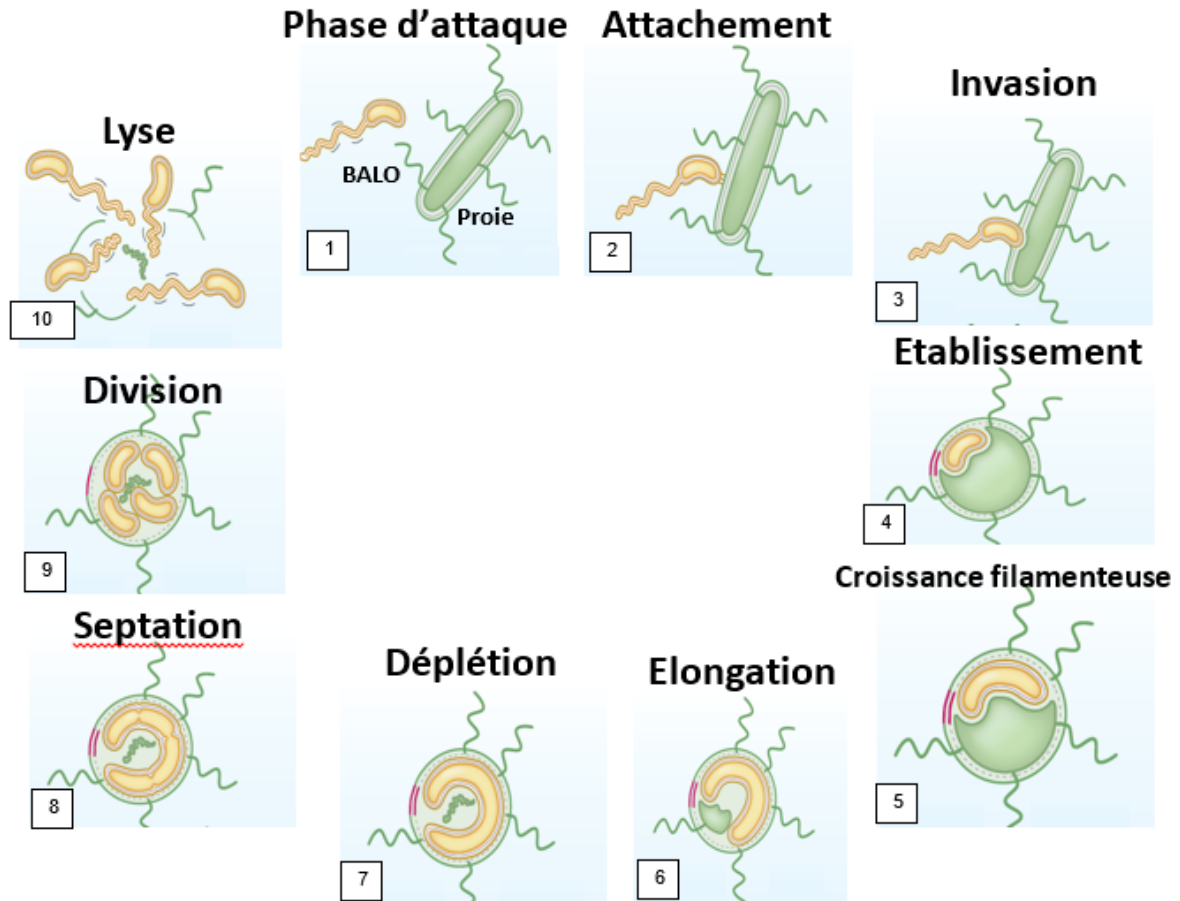 Phase d'attaque
BALO
Proie
1
Attachement
2
Invasion
3
Etablissement
4
Croissance filamenteuse
5
Elongation
6
Déplétion
7
Septation
8
Division
9
Lyse
10